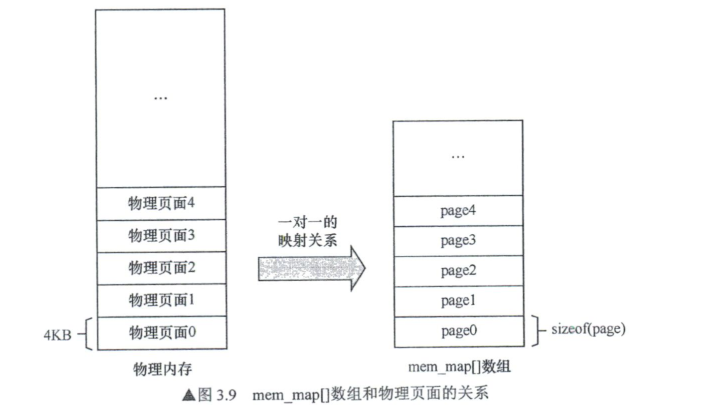 ...
物理页面4
物理页面3
物理页面2
物理页面1
物理页面0
4KB
物理内存
一对一的
映射关系
...
page4
page3
page2
page1
page0
sizeof(page)
mem_map[]数组
▲图 3.9 mem_map[]数组和物理页面的关系